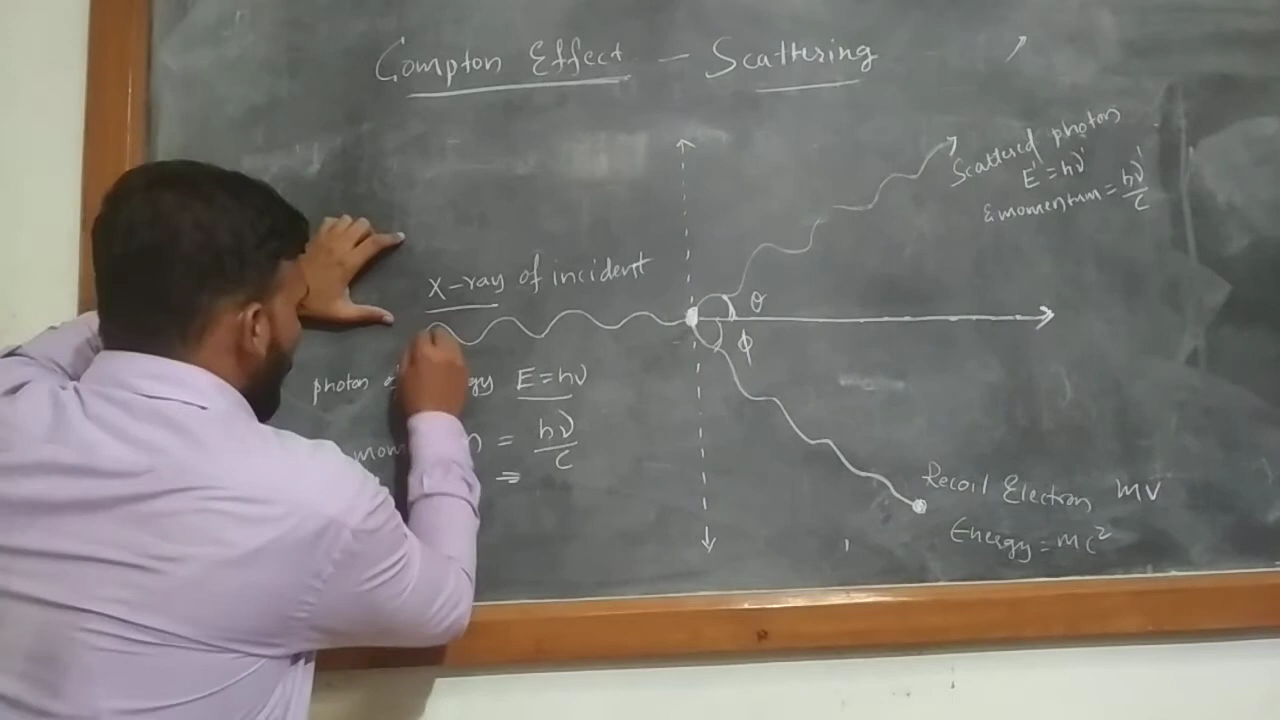 Compton Effect — Scattering
Scattered photon
E' = hν'
& momentum = hν'/c
X-ray of incident
θ
ϕ
photon E = hν
= hν/c
=
Recoil Electron mv
Energy = mc²